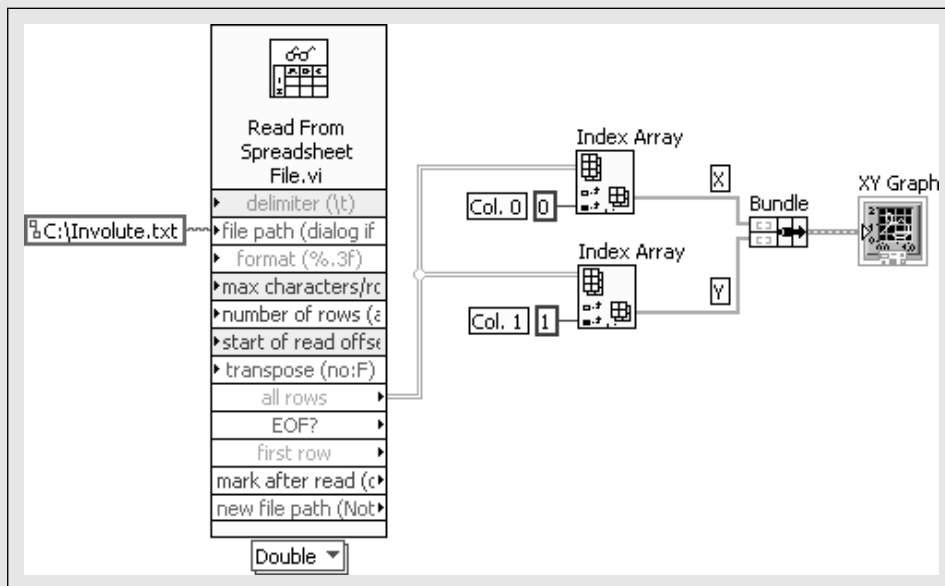 Read From
Spreadsheet
File.vi
delimiter (\t)
C:\Involute.txt
file path (dialog if
format (%.3f)
max characters/ro
number of rows (a
start of read offse
transpose (no:F)
all rows
EOF?
first row
mark after read (c
new file path (Not
Double
Index Array
Col. 0 0
X
Index Array
Col. 1 1
Y
Bundle
XY Graph